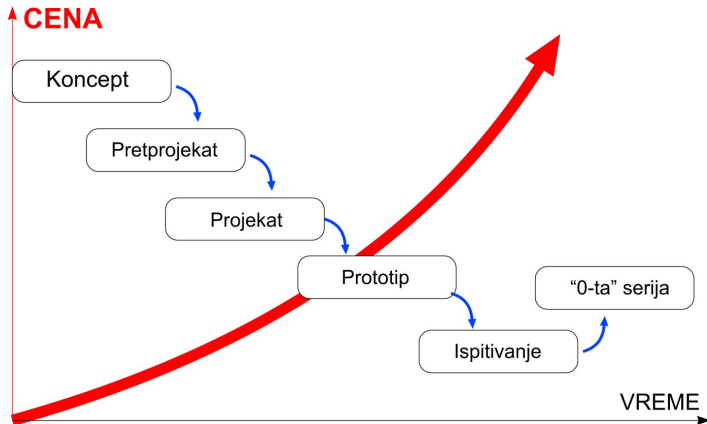 CENA
Koncept
Pretprojekat
Projekat
Prototip
“0-ta” serija
Ispitivanje
VREME